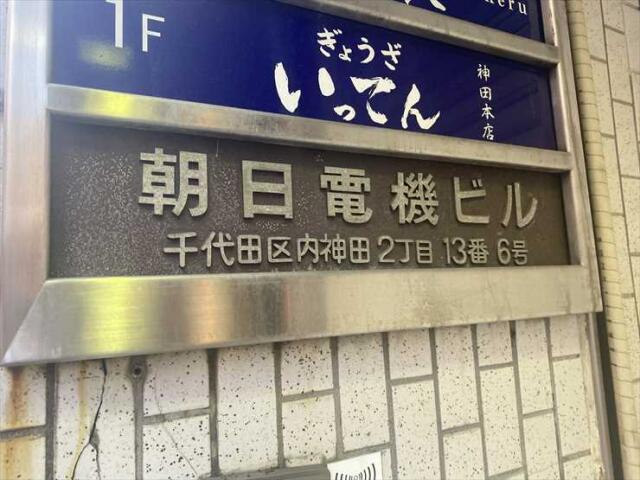 1F
ぎょうざ
いってん
神田本店
朝日電機ビル
千代田区内神田2丁目13番6号